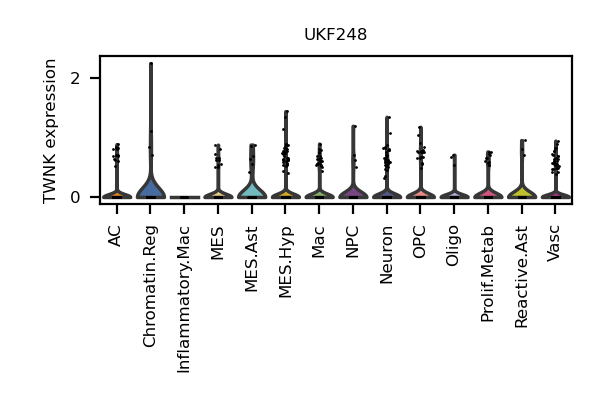 UKF248
TWNK expression
2
0
AC
Chromatin.Reg
Inflammatory.Mac
MES
MES.Ast
MES.Hyp
Mac
NPC
Neuron
OPC
Oligo
Prolif.Metab
Reactive.Ast
Vasc